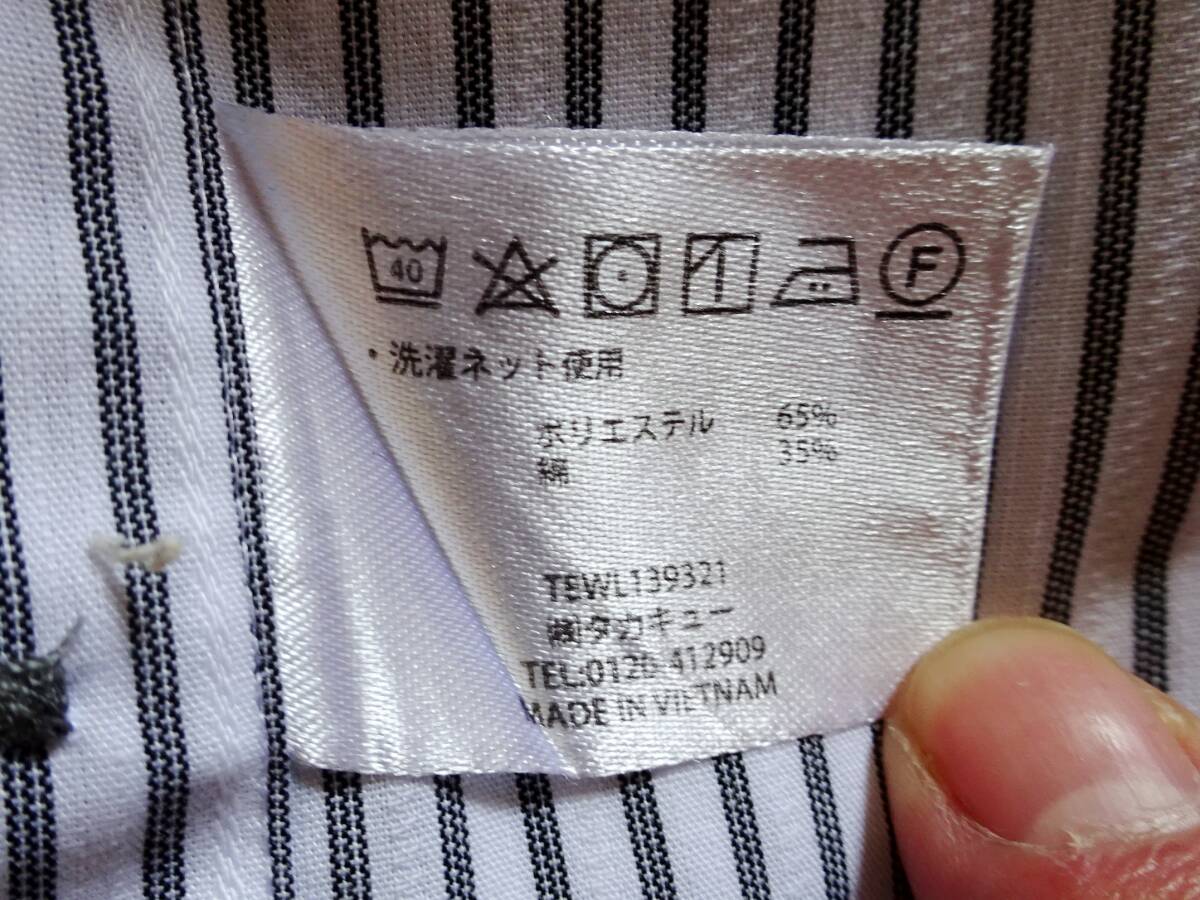 40
F
・洗濯ネット使用
ポリエステル 65%
綿 35%
TEWL139321
㈱タカキュー
TEL:0120-412909
MADE IN VIETNAM